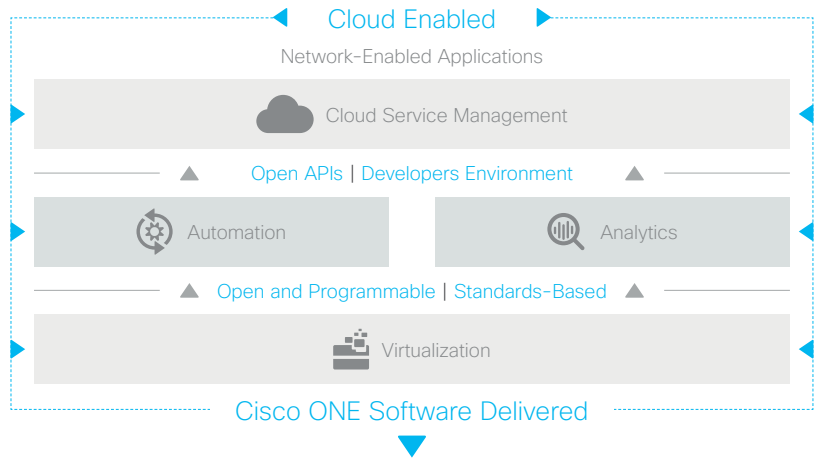 Cloud Enabled
Network-Enabled Applications
Cloud Service Management
Open APIs | Developers Environment
Automation
Analytics
Open and Programmable | Standards-Based
Virtualization
Cisco ONE Software Delivered